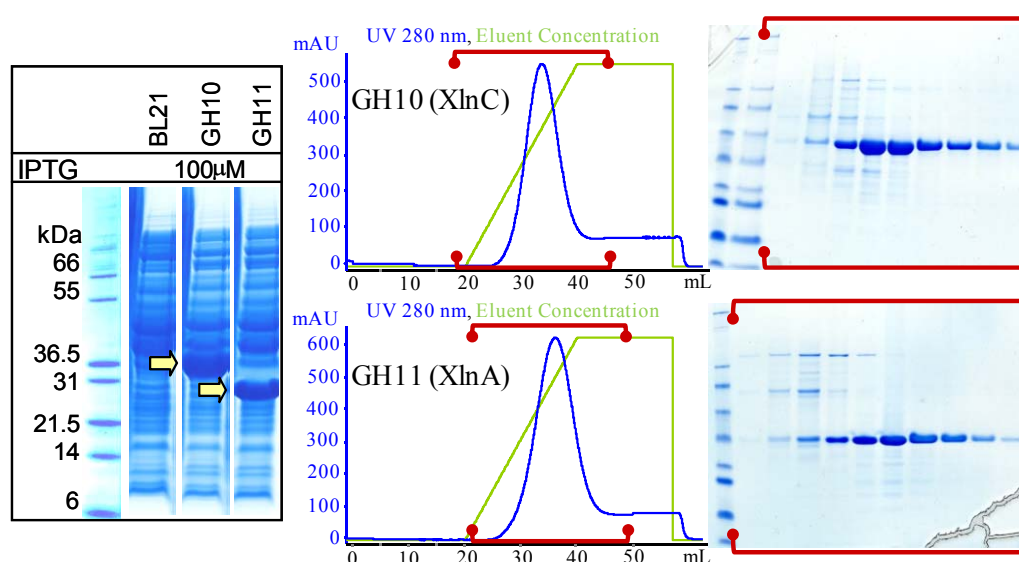 BL21
GH10
GH11
IPTG 100µM
kDa
66
55
36.5
31
21.5
14
6
mAU UV 280 nm, Eluent Concentration
500
400
300
200
100
0
GH10 (XlnC)
0 10 20 30 40 50 mL
mAU UV 280 nm, Eluent Concentration
600
500
400
300
200
100
0
GH11 (XlnA)
0 10 20 30 40 50 mL